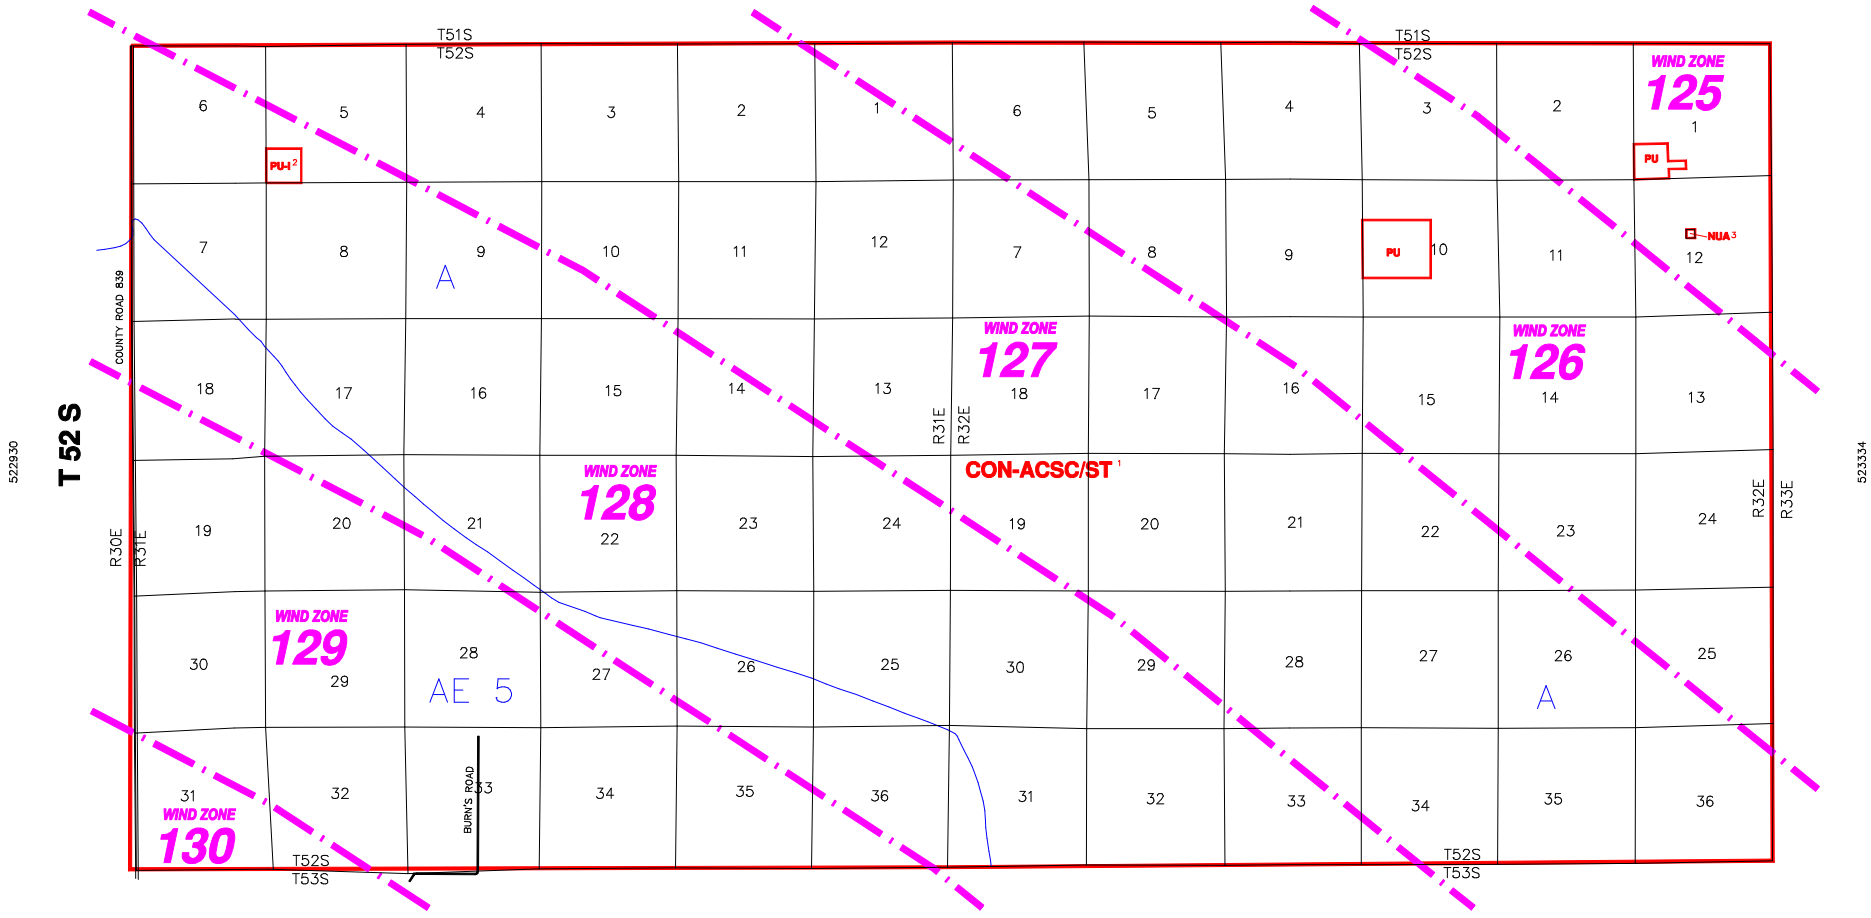 T51S
T52S
T51S
T52S
WIND ZONE
125
6 5 4 3 2 1 6 5 4 3 2 1
PU-I 2
PU
7 8 9 10 11 12 7 8 9 10 11 12
PU
NUA 3
A
COUNTY ROAD 839
WIND ZONE
127
WIND ZONE
126
18 17 16 15 14 13 18 17 16 15 14 13
R31E
R32E
T 52 S
522930
523334
WIND ZONE
128
CON-ACSC/ST 1
R32E
R33E
R30E
R31E
19 20 21 22 23 24 19 20 21 22 23 24
WIND ZONE
129
30 29 28 27 26 25 30 29 28 27 26 25
AE 5
A
BURN'S ROAD
31 32 33 34 35 36 31 32 33 34 35 36
WIND ZONE
130
T52S
T53S
T52S
T53S